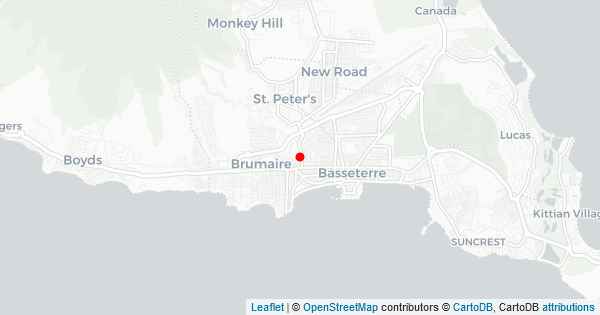 Canada
Monkey Hill
New Road
St. Peter's
gers
Lucas
Boyds
Brumaire
Basseterre
Kittian Villag
SUNCREST
Leaflet | © OpenStreetMap contributors © CartoDB, CartoDB attributions